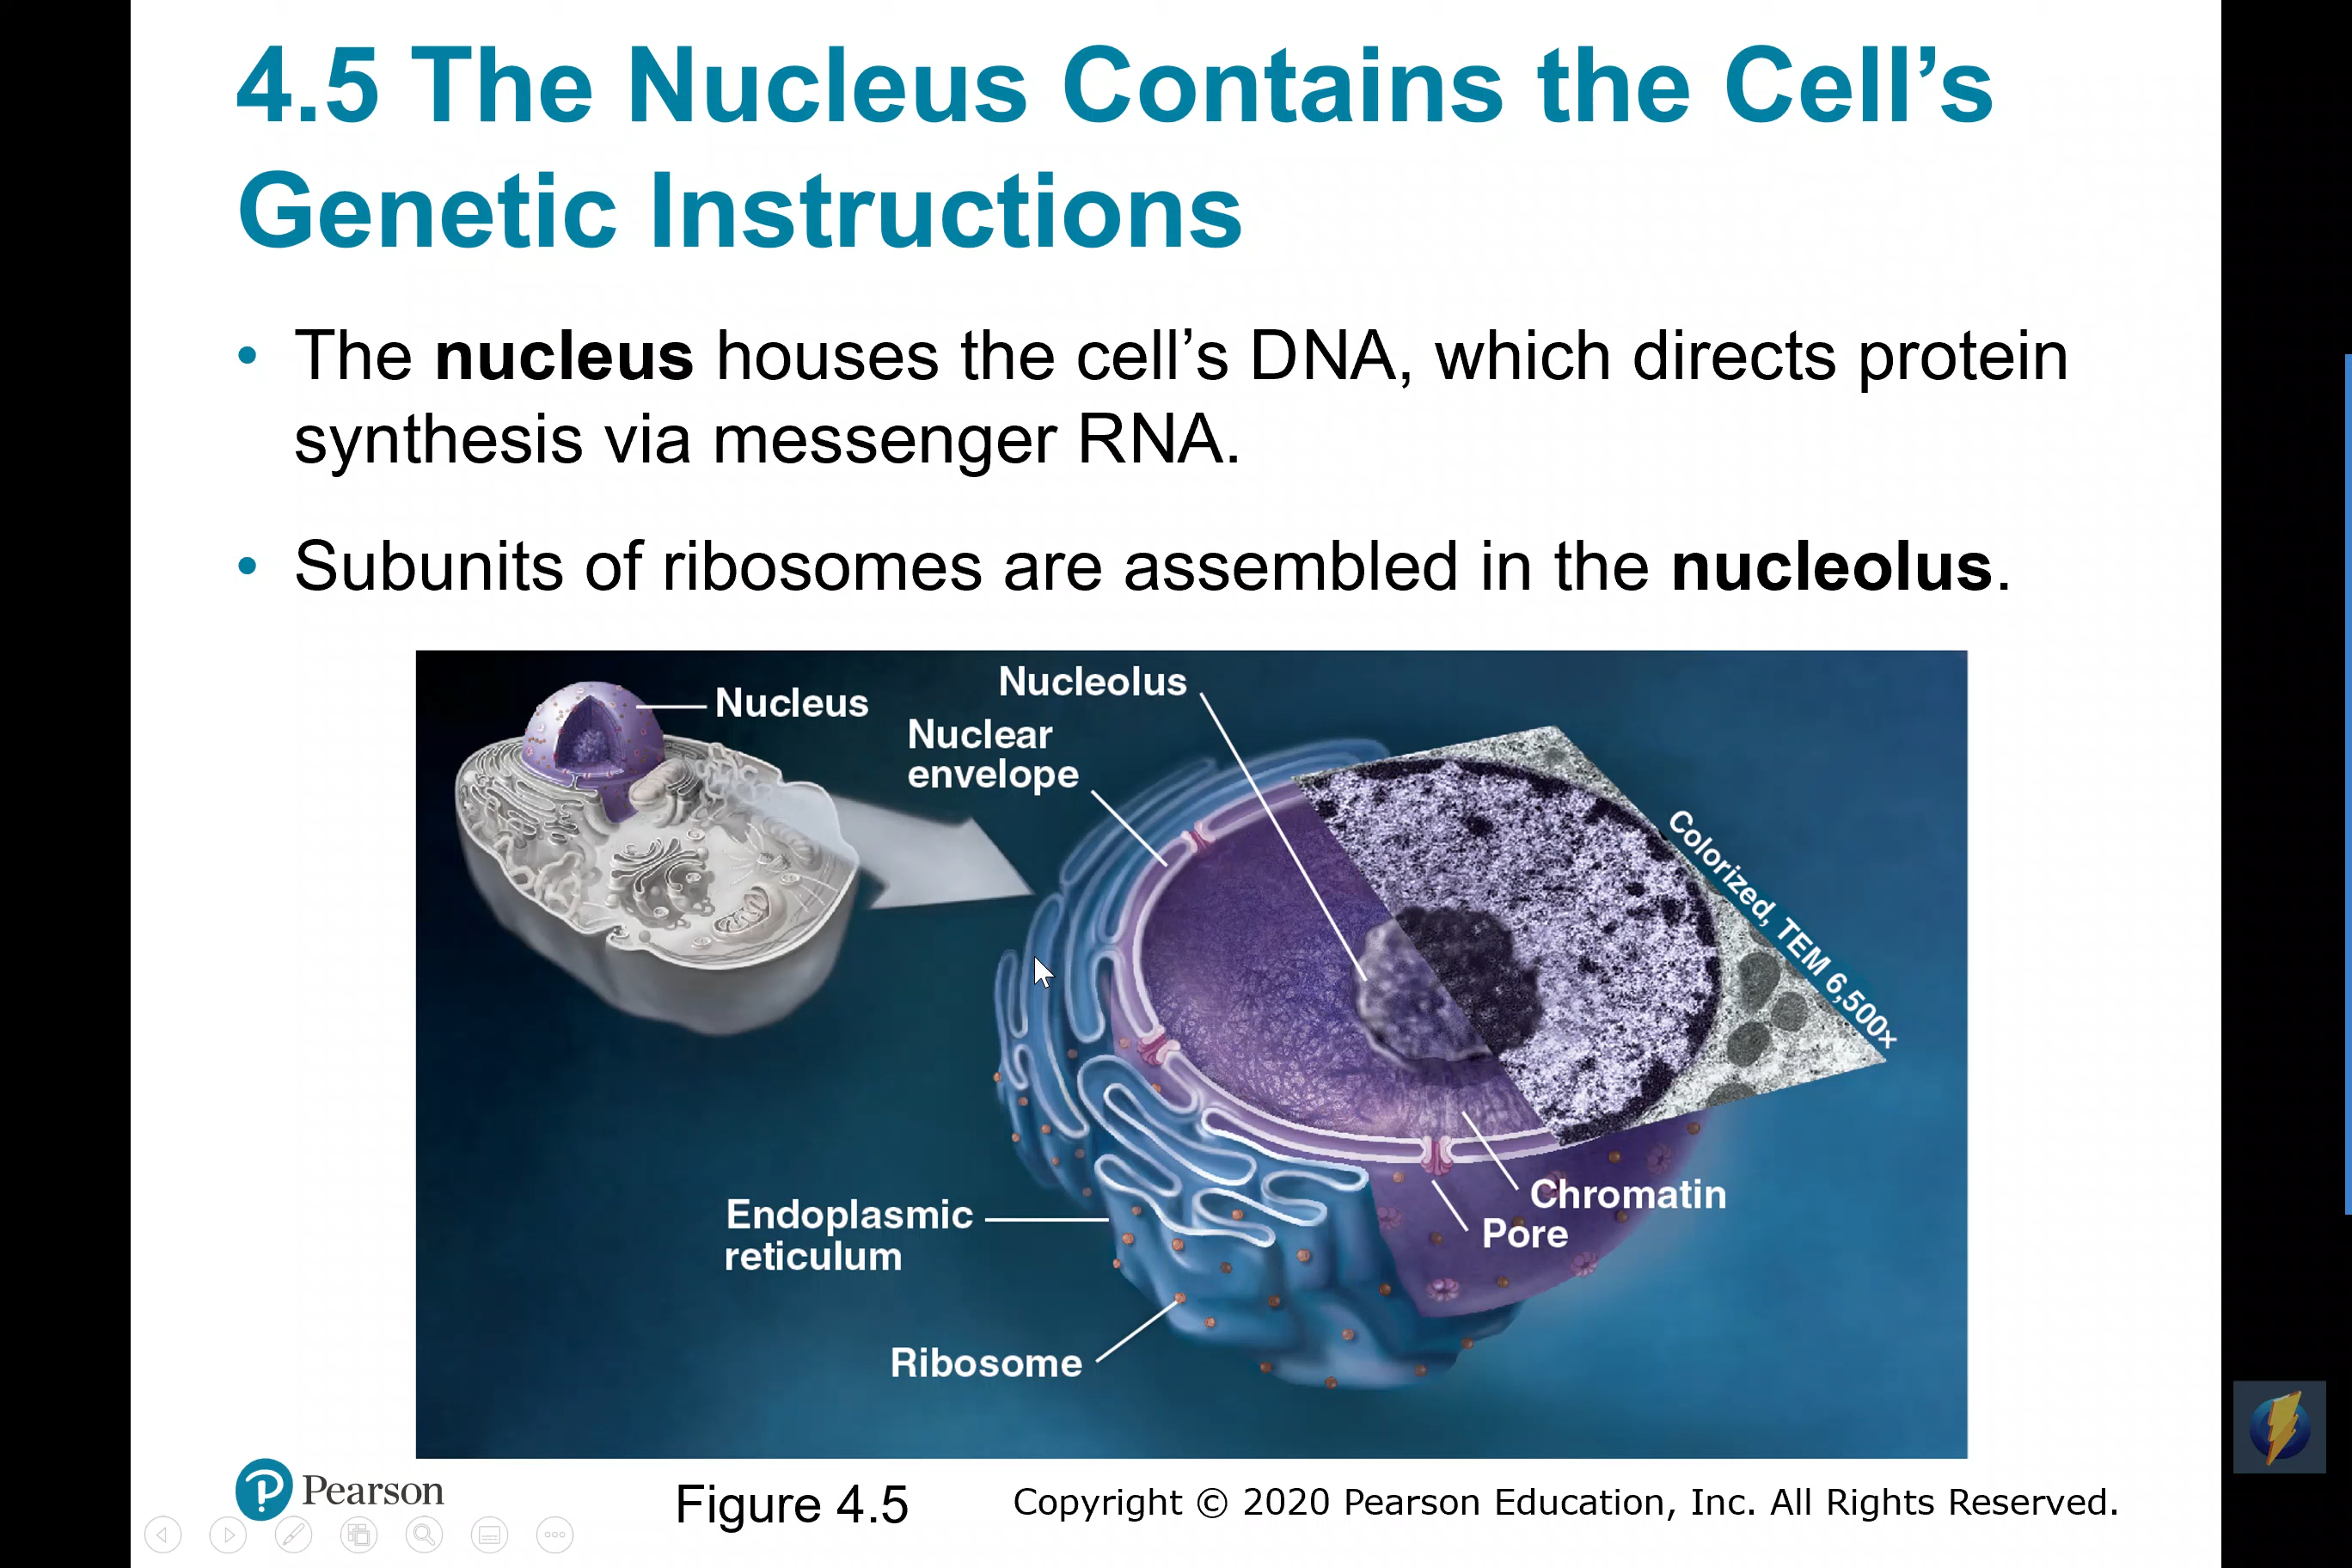 4.5 The Nucleus Contains the Cell’s
Genetic Instructions
• The nucleus houses the cell’s DNA, which directs protein
synthesis via messenger RNA.
• Subunits of ribosomes are assembled in the nucleolus.
Nucleus
Nucleolus
Nuclear
envelope
Colorized, TEM 6,500×
Endoplasmic
reticulum
Chromatin
Pore
Ribosome
Pearson
Figure 4.5
Copyright © 2020 Pearson Education, Inc. All Rights Reserved.